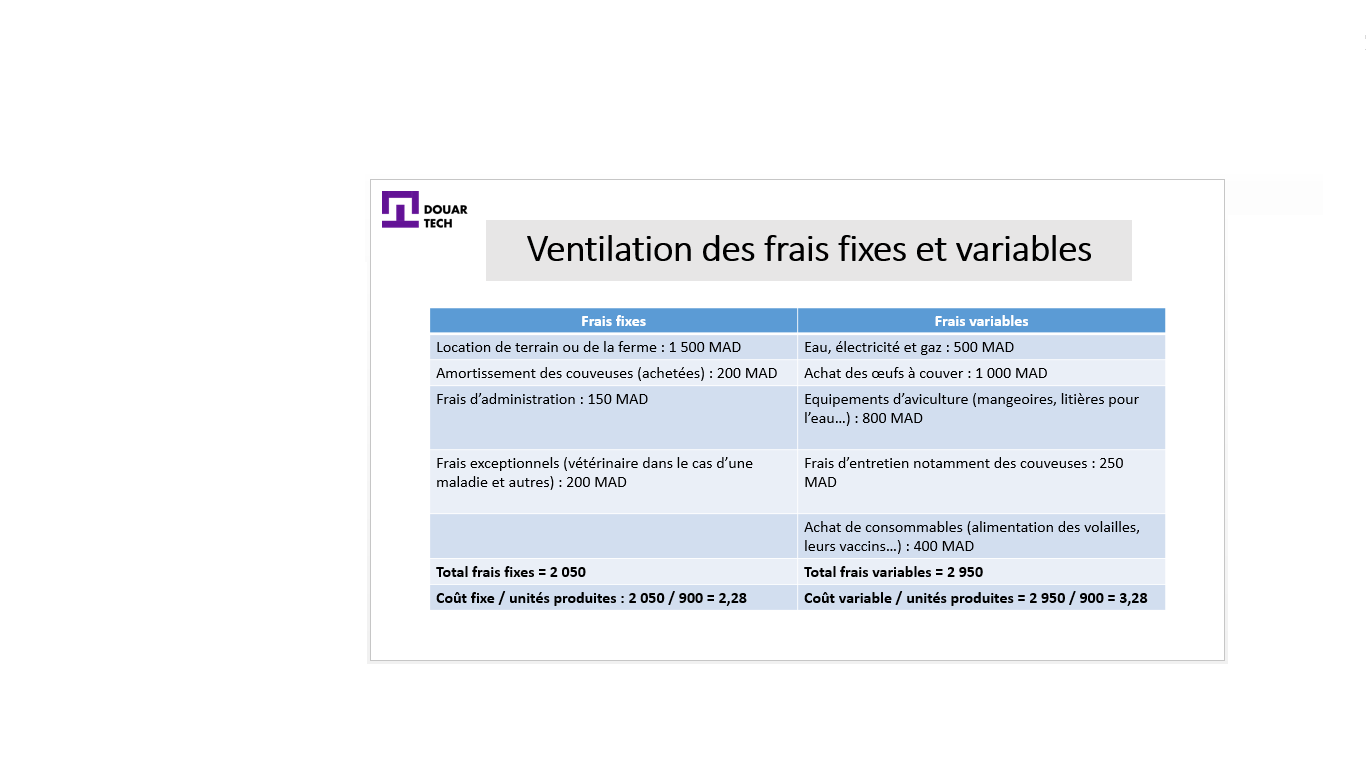 DOUAR
TECH
Ventilation des frais fixes et variables
Frais fixes
Frais variables
Location de terrain ou de la ferme : 1 500 MAD
Eau, électricité et gaz : 500 MAD
Amortissement des couveuses (achetées) : 200 MAD
Achat des œufs à couver : 1 000 MAD
Frais d’administration : 150 MAD
Equipements d’aviculture (mangeoires, litières pour
l’eau…) : 800 MAD
Frais exceptionnels (vétérinaire dans le cas d’une
maladie et autres) : 200 MAD
Frais d’entretien notamment des couveuses : 250
MAD
Achat de consommables (alimentation des volailles,
leurs vaccins…) : 400 MAD
Total frais fixes = 2 050
Total frais variables = 2 950
Coût fixe / unités produites : 2 050 / 900 = 2,28
Coût variable / unités produites = 2 950 / 900 = 3,28